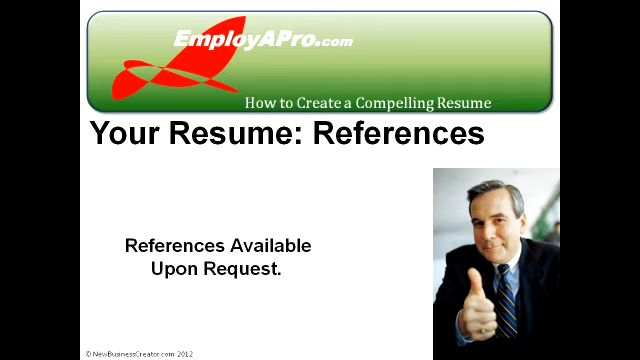 EmployAPro.com
How to Create a Compelling Resume
Your Resume: References
References Available
Upon Request.
© NewBusinessCreator.com 2012